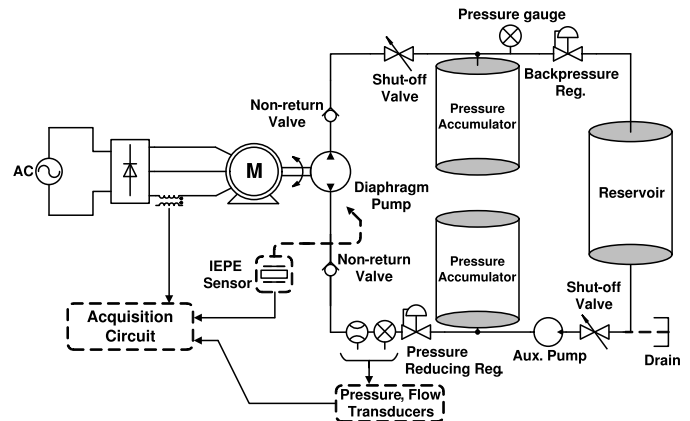 Pressure gauge
Shut-off
Valve
Backpressure
Reg.
Non-return
Valve
Pressure
Accumulator
AC
M
Diaphragm
Pump
Reservoir
IEPE
Sensor
Non-return
Valve
Pressure
Accumulator
Shut-off
Valve
Acquisition
Circuit
Pressure
Reducing Reg.
Aux. Pump
Drain
Pressure, Flow
Transducers